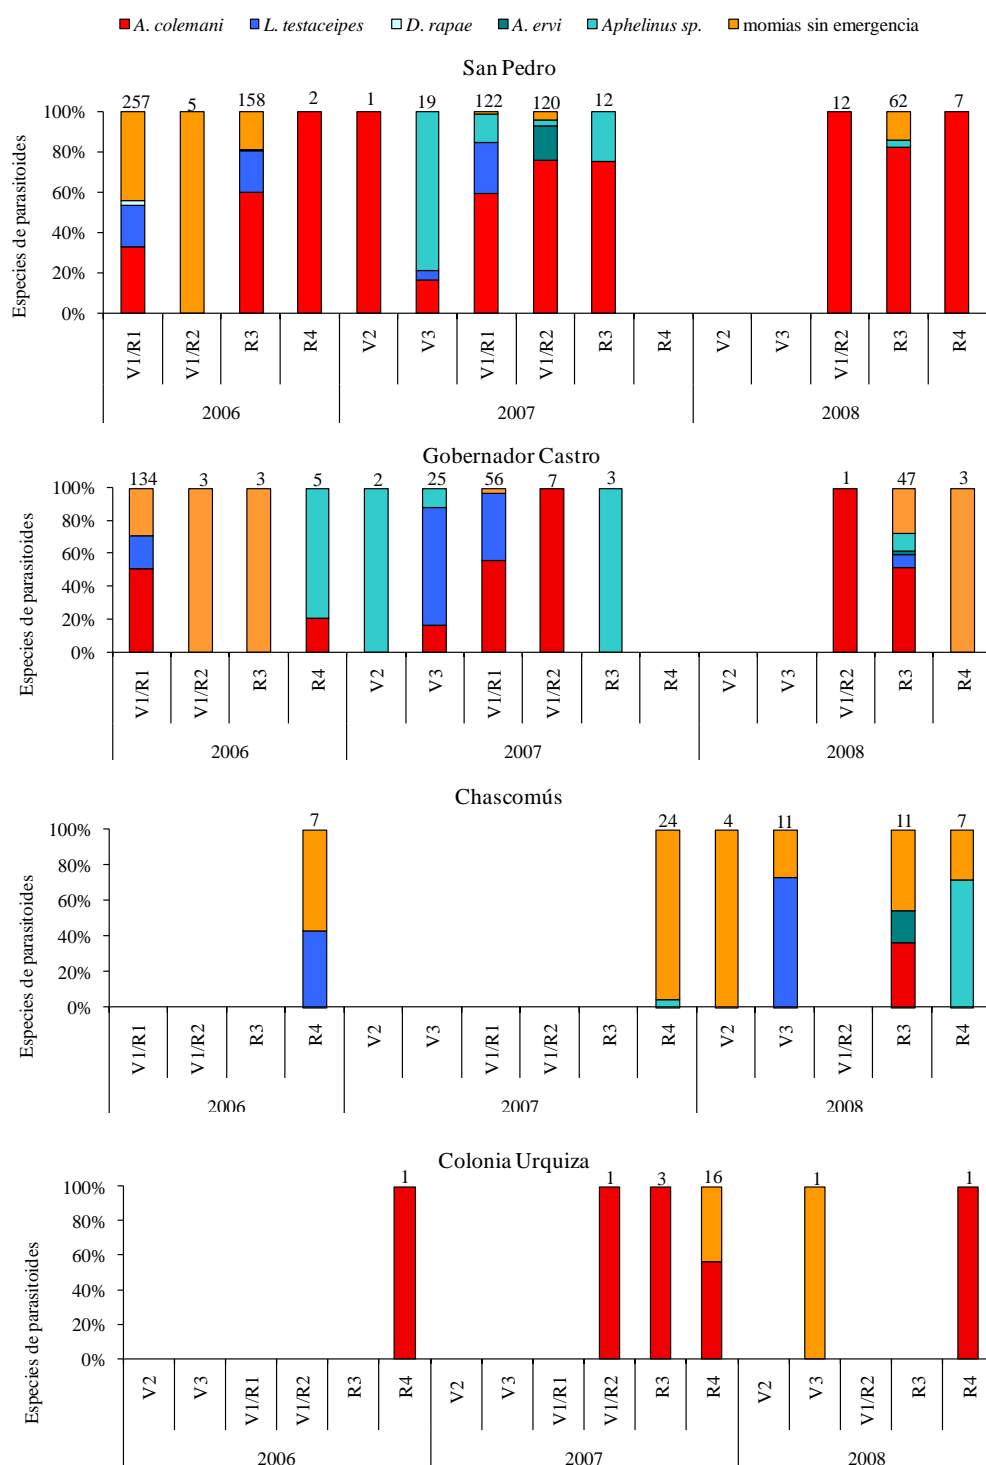 A. colemani L. testaceipes D. rapae A. ervi Aphelinus sp. momias sin emergencia
San Pedro
257 5 158 2 1 19 122 120 12 12 62 7
Especies de parasitoides
100%
80%
60%
40%
20%
0%
V1/R1 V1/R2 R3 R4 V2 V3 V1/R1 V1/R2 R3 R4 V2 V3 V1/R2 R3 R4
2006 2007 2008
Gobernador Castro
134 3 3 5 2 25 56 7 3 1 47 3
Especies de parasitoides
100%
80%
60%
40%
20%
0%
V1/R1 V1/R2 R3 R4 V2 V3 V1/R1 V1/R2 R3 R4 V2 V3 V1/R2 R3 R4
2006 2007 2008
Chascomús
7 24 4 11 11 7
Especies de parasitoides
100%
80%
60%
40%
20%
0%
V1/R1 V1/R2 R3 R4 V2 V3 V1/R1 V1/R2 R3 R4 V2 V3 V1/R2 R3 R4
2006 2007 2008
Colonia Urquiza
1 1 3 16 1 1
Especies de parasitoides
100%
80%
60%
40%
20%
0%
V2 V3 V1/R1 V1/R2 R3 R4 V2 V3 V1/R1 V1/R2 R3 R4 V2 V3 V1/R2 R3 R4
2006 2007 2008